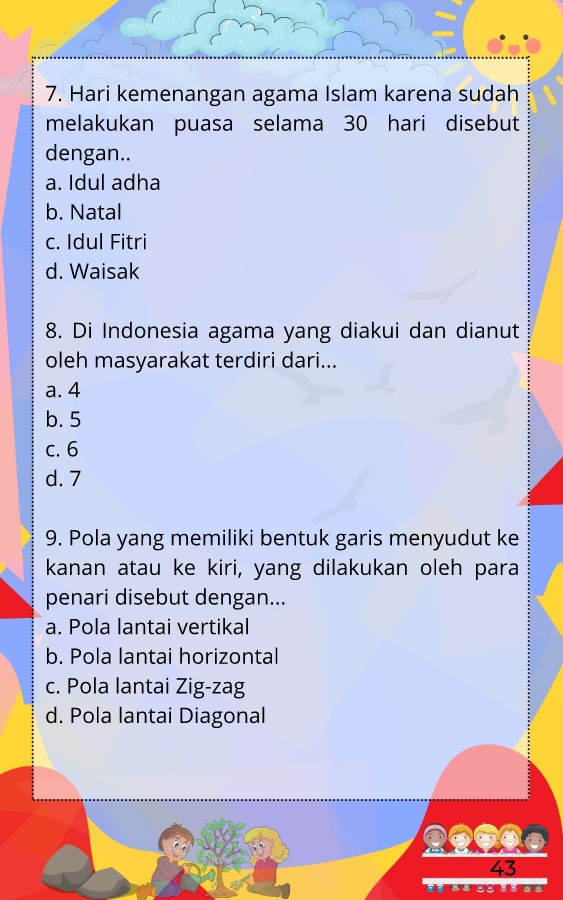 7. Hari kemenangan agama Islam karena sudah
melakukan puasa selama 30 hari disebut
dengan..
a. Idul adha
b. Natal
c. Idul Fitri
d. Waisak
8. Di Indonesia agama yang diakui dan dianut
oleh masyarakat terdiri dari...
a. 4
b. 5
c. 6
d. 7
9. Pola yang memiliki bentuk garis menyudut ke
kanan atau ke kiri, yang dilakukan oleh para
penari disebut dengan...
a. Pola lantai vertikal
b. Pola lantai horizontal
c. Pola lantai Zig-zag
d. Pola lantai Diagonal
43